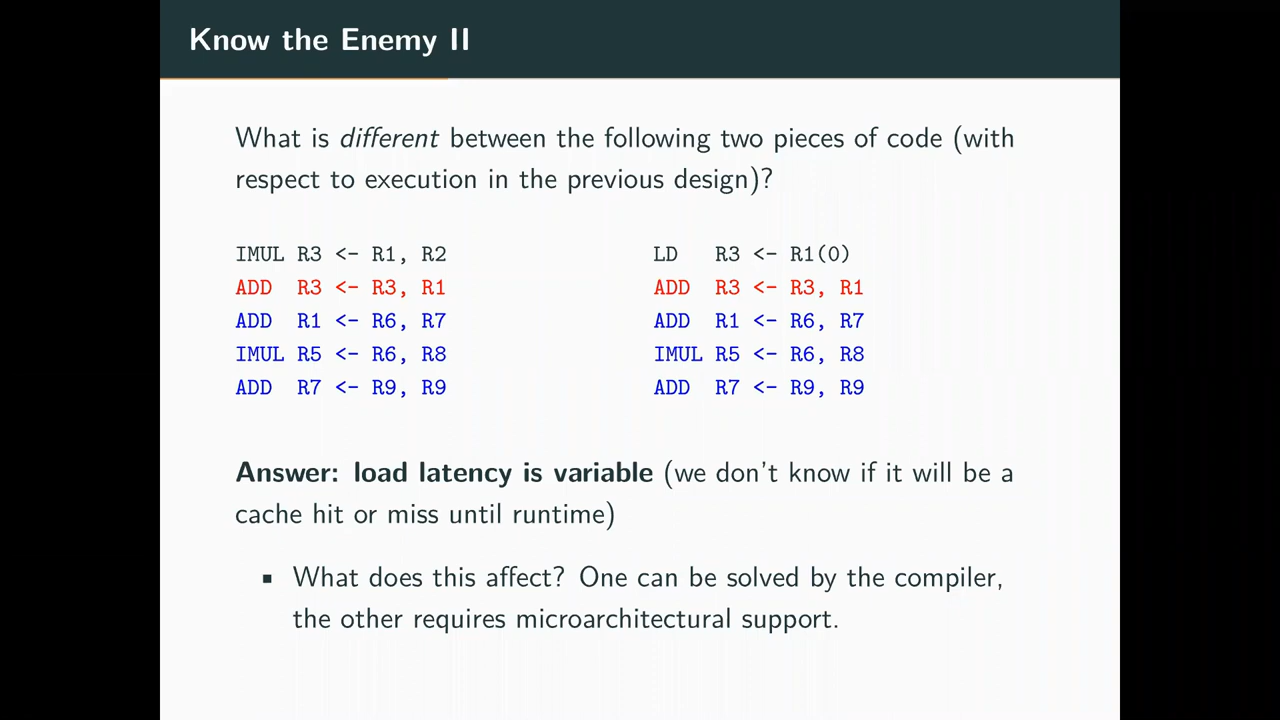 Know the Enemy II
What is different between the following two pieces of code (with
respect to execution in the previous design)?
IMUL R3 <- R1, R2
ADD  R3 <- R3, R1
ADD  R1 <- R6, R7
IMUL R5 <- R6, R8
ADD  R7 <- R9, R9
LD   R3 <- R1(0)
ADD  R3 <- R3, R1
ADD  R1 <- R6, R7
IMUL R5 <- R6, R8
ADD  R7 <- R9, R9
Answer: load latency is variable (we don't know if it will be a
cache hit or miss until runtime)
▪ What does this affect? One can be solved by the compiler,
the other requires microarchitectural support.